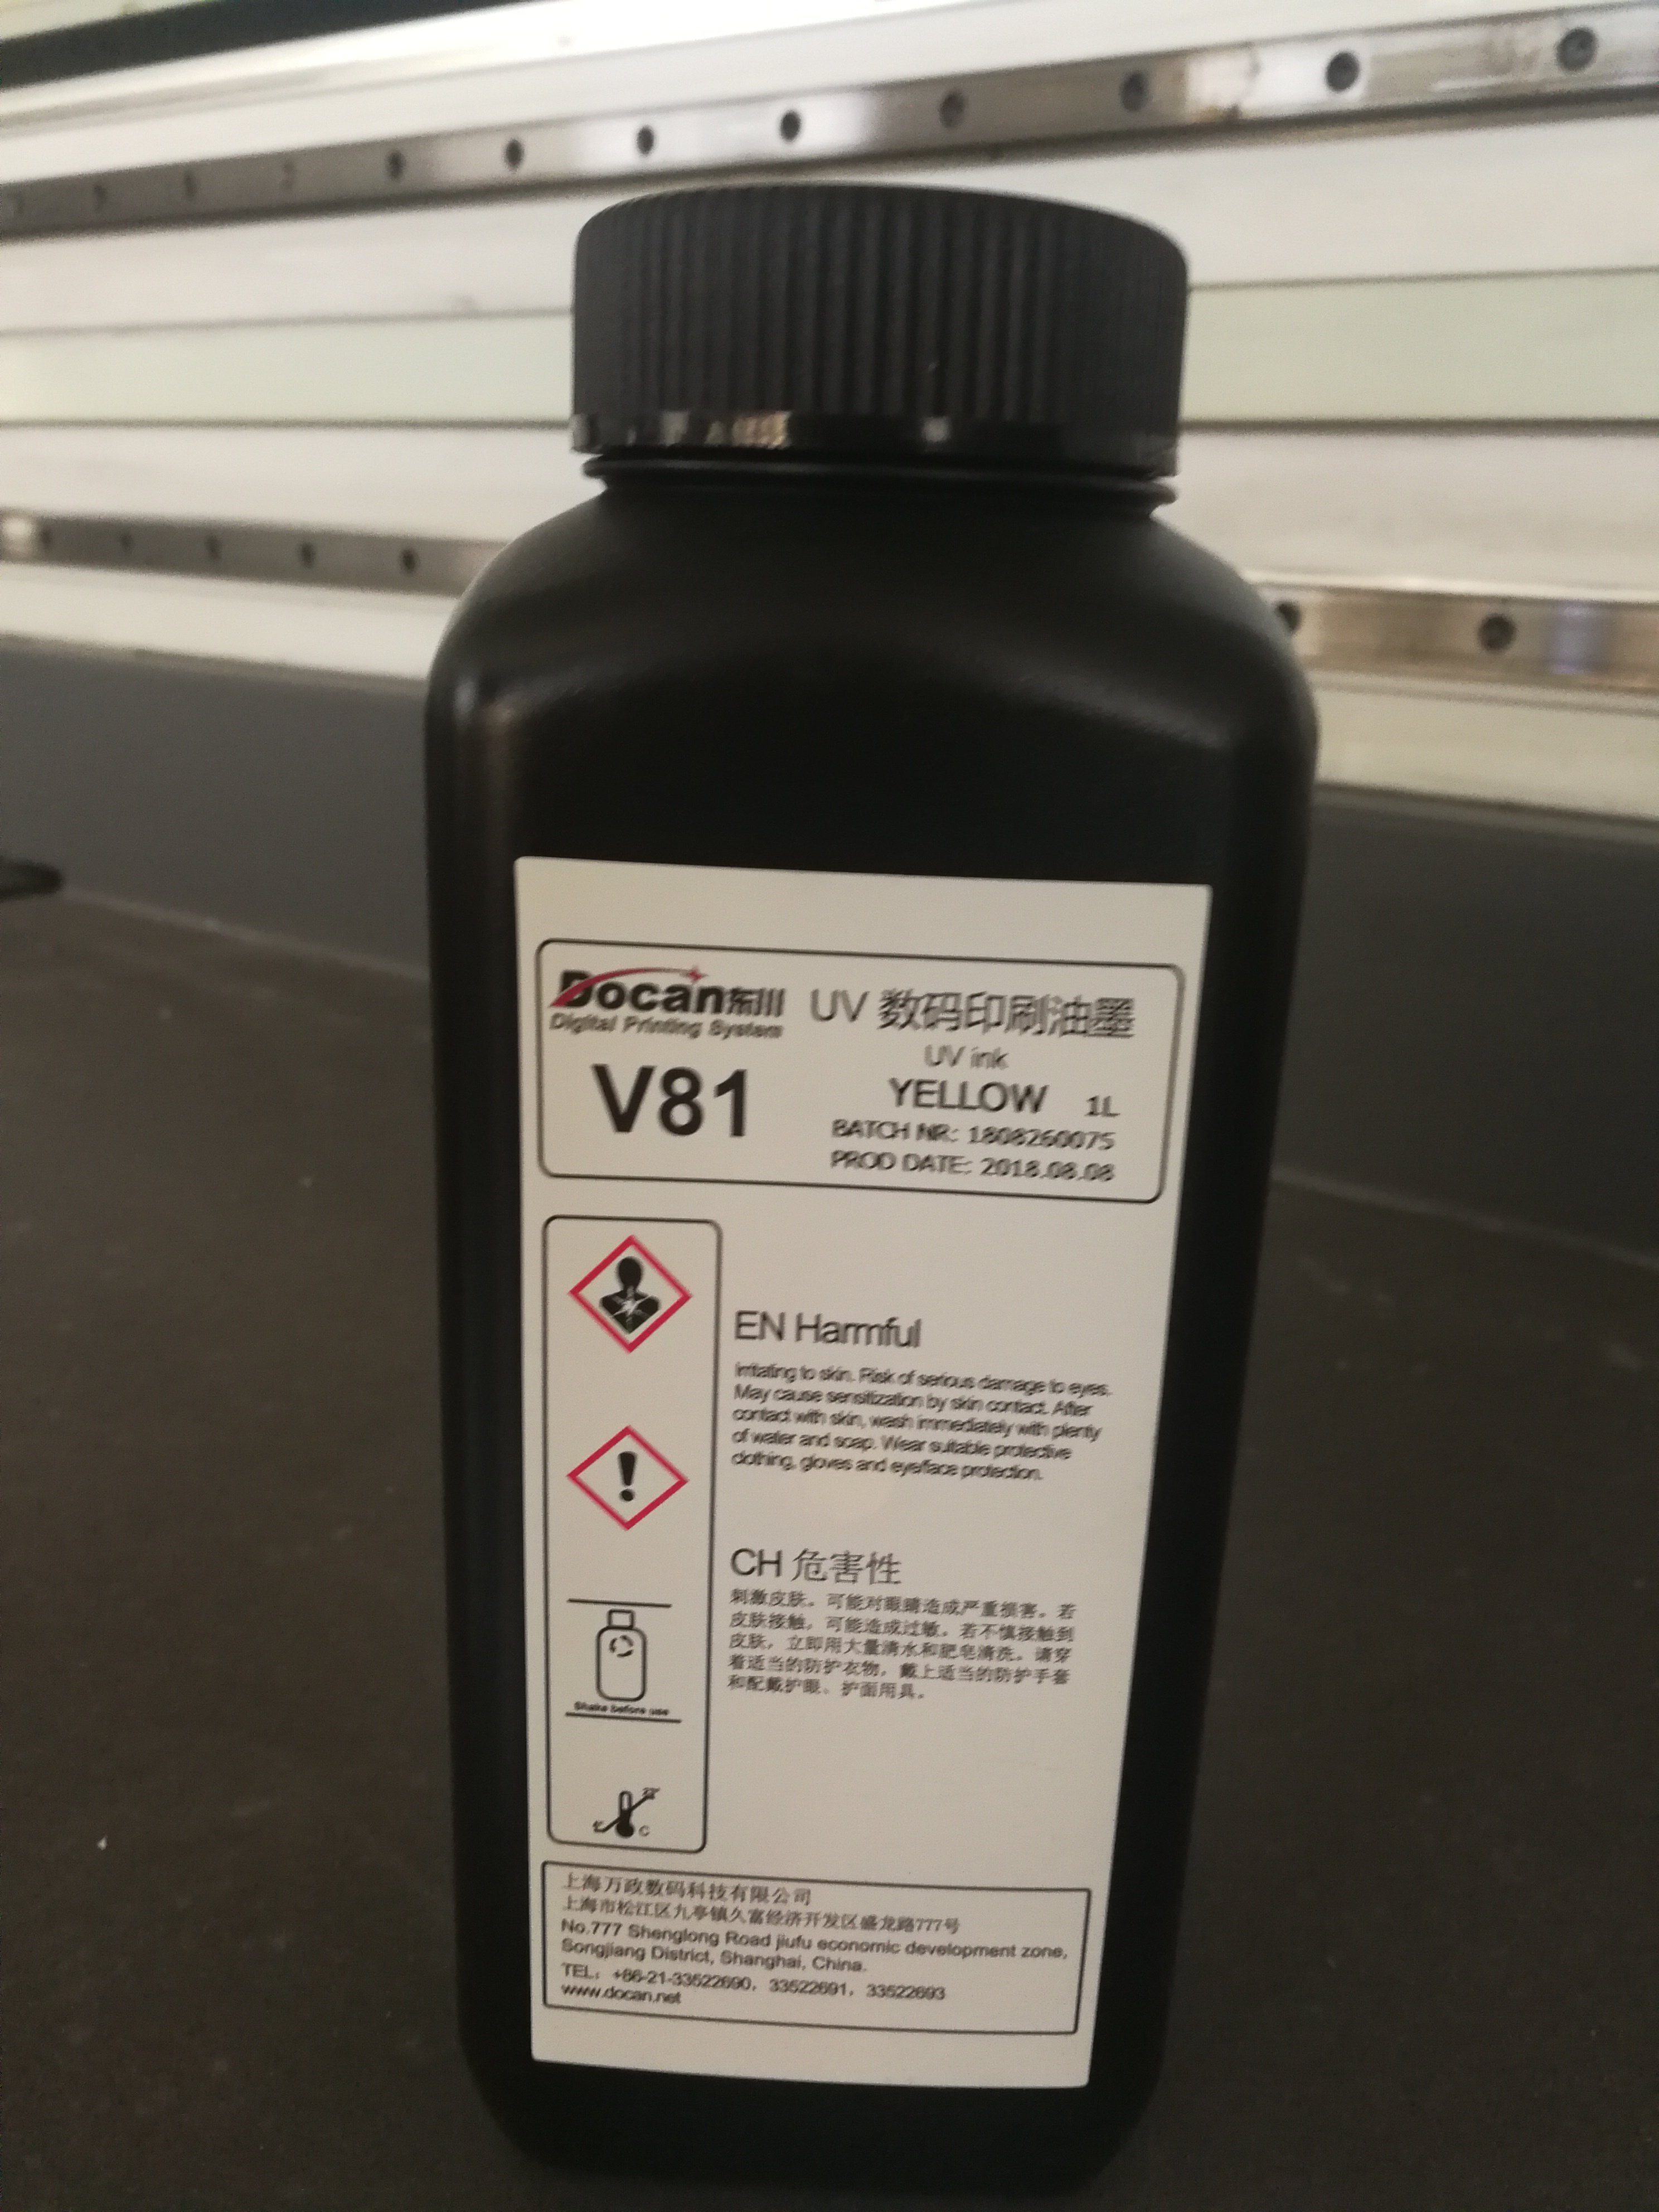 Docan东川
Digital Printing System
UV 数码印刷油墨
UV ink
V81
YELLOW 1L
BATCH NR: 1808260075
PROD DATE: 2018.08.08
EN Harmful
Irritating to skin. Risk of serious damage to eyes.
May cause sensitization by skin contact. After
contact with skin, wash immediately with plenty
of water and soap. Wear suitable protective
clothing, gloves and eye/face protection.
CH 危害性
刺激皮肤。可能对眼睛造成严重损害。若
皮肤接触，可能造成过敏。若不慎接触到
皮肤，立即用大量清水和肥皂清洗。请穿
着适当的防护衣物，戴上适当的防护手套
和配戴护眼、护面用具。
Shake before use
C
上海万政数码科技有限公司
上海市松江区九亭镇久富经济开发区盛龙路777号
No.777 Shenglong Road jiufu economic development zone,
Songjiang District, Shanghai, China.
TEL: +86-21-33522690, 33522691, 33522693
www.docan.net